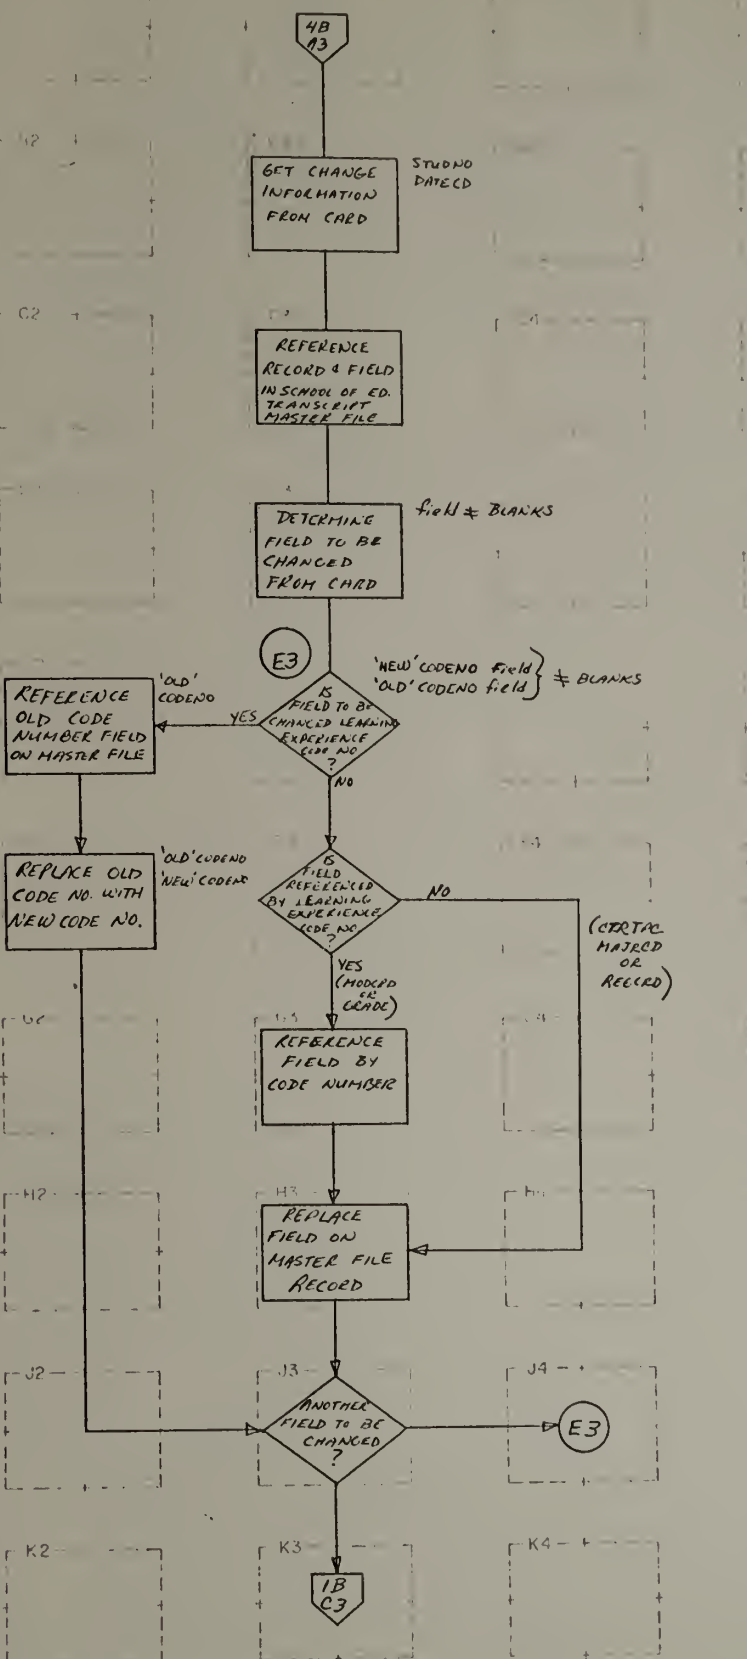 4B
A3
GET CHANGE
INFORMATION
FROM CARD
STUDNO
DATECD
C2
REFERENCE
RECORD & FIELD
IN SCHOOL OF ED.
TRANSCRIPT
MASTER FILE
DETERMINE
FIELD TO BE
CHANGED
FROM CARD
field ≠ BLANKS
E3
'NEW' CODENO field
'OLD' CODENO field } ≠ BLANKS
IS
FIELD TO BE
CHANGED LEARNING
EXPERIENCE
CODE NO
?
YES
'OLD'
CODENO
REFERENCE
OLD CODE
NUMBER FIELD
ON MASTER FILE
NO
REPLACE OLD
CODE NO. WITH
NEW CODE NO.
'OLD' CODENO
'NEW' CODENO
IS
FIELD
REFERENCED
BY LEARNING
EXPERIENCE
CODE NO
?
NO
(CTRTPC
MAJRCD
OR
RECCRD)
YES
(MODCRD
OR
GRADE)
G2
REFERENCE
FIELD BY
CODE NUMBER
H2
H3
REPLACE
FIELD ON
MASTER FILE
RECORD
J2
J3
J4
ANOTHER
FIELD TO BE
CHANGED
?
E3
K2
K3
K4
1B
C3